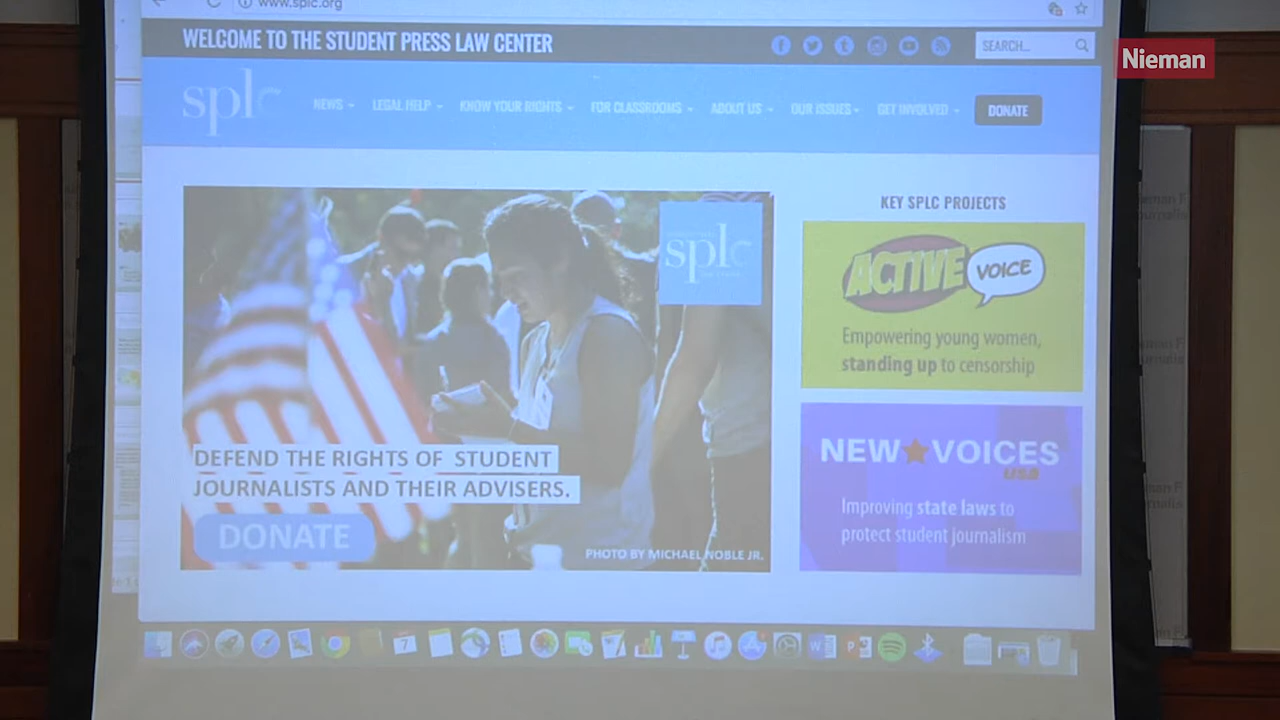 www.splc.org
WELCOME TO THE STUDENT PRESS LAW CENTER
SEARCH...
Nieman
splc
NEWS
LEGAL HELP
KNOW YOUR RIGHTS
FOR CLASSROOMS
ABOUT US
OUR ISSUES
GET INVOLVED
DONATE
KEY SPLC PROJECTS
splc
ACTIVE
VOICE
Empowering young women,
standing up to censorship
DEFEND THE RIGHTS OF STUDENT
JOURNALISTS AND THEIR ADVISERS.
DONATE
PHOTO BY MICHAEL NOBLE JR.
NEW VOICES
USA
Improving state laws to
protect student journalism
7